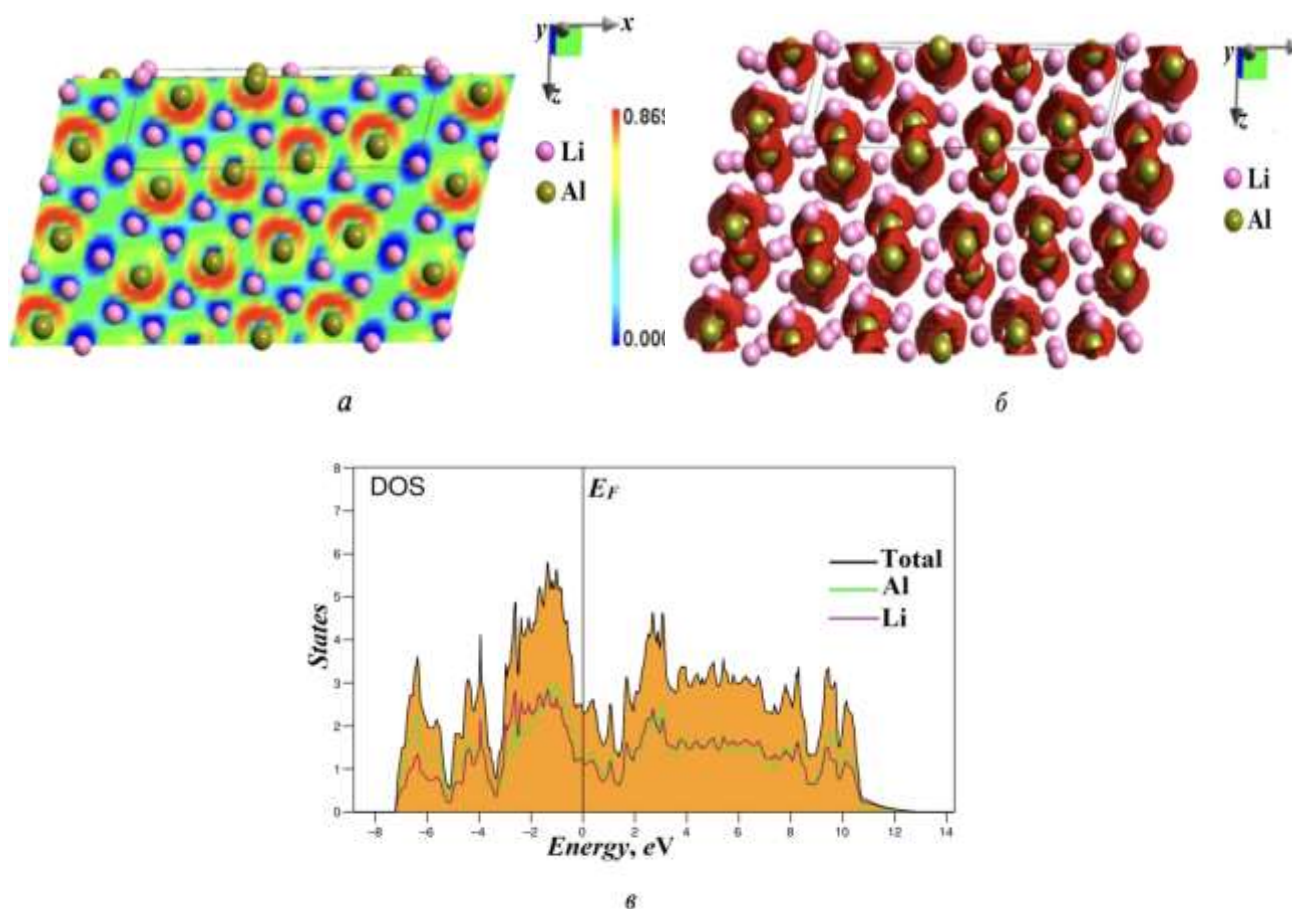 y x
z
0.869
Li
Al
0.000
а
y
z
Li
Al
б
DOS
E_F
Total
Al
Li
States
8
7
6
5
4
3
2
1
0
−8 −6 −4 −2 0 2 4 6 8 10 12 14
Energy, eV
в